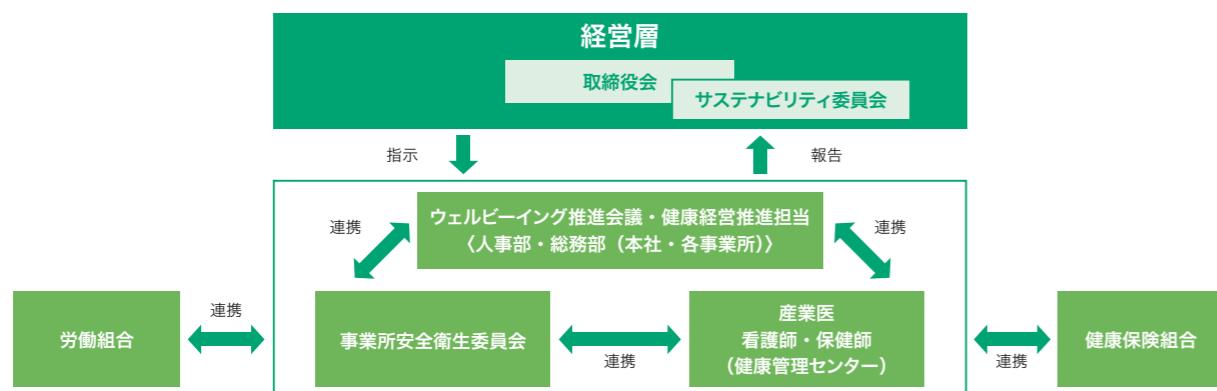 経営層
取締役会
サステナビリティ委員会
指示
報告
ウェルビーイング推進会議・健康経営推進担当
〈人事部・総務部（本社・各事業所）〉
連携
連携
労働組合
連携
事業所安全衛生委員会
連携
産業医
看護師・保健師
（健康管理センター）
連携
健康保険組合